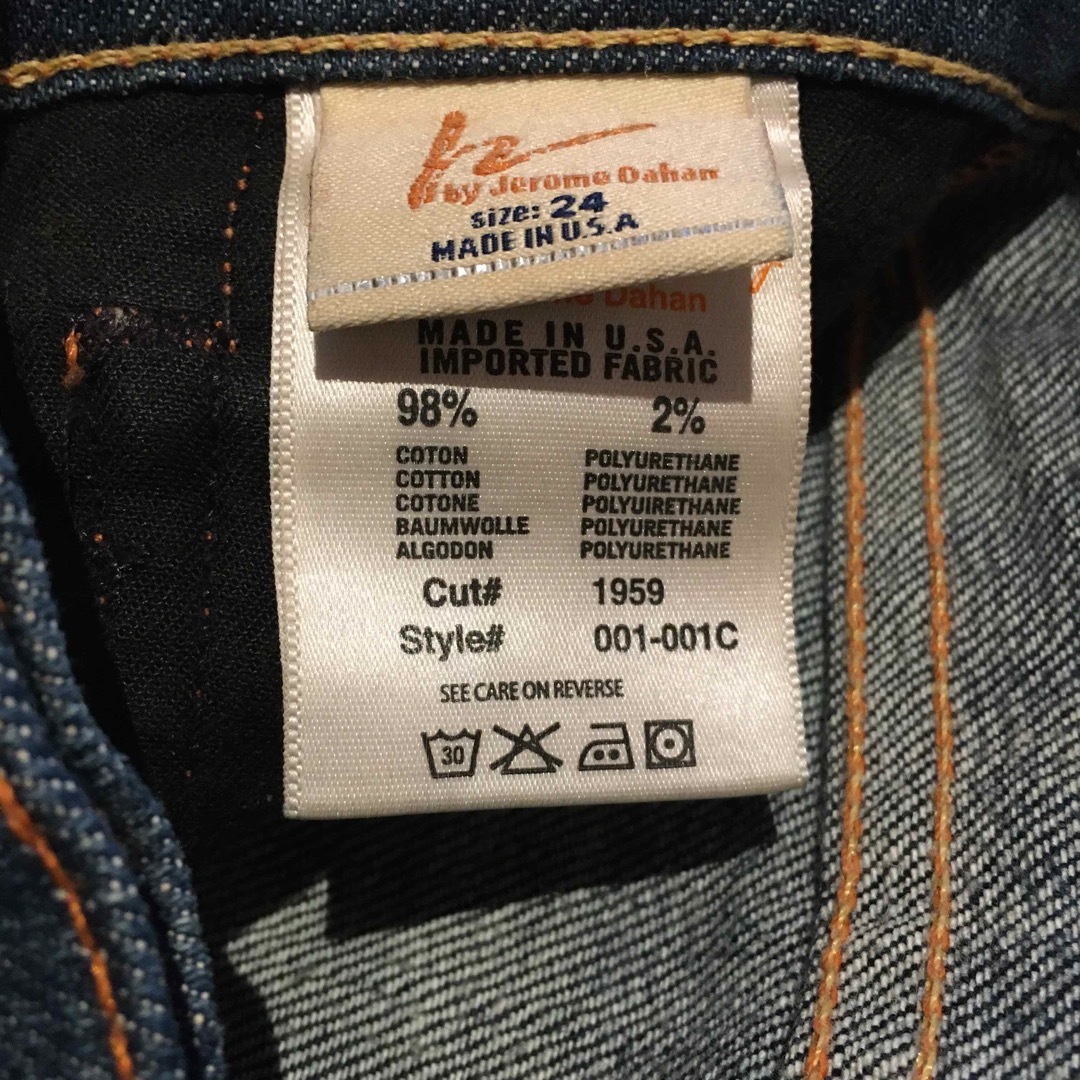 by Jerome Dahan
size: 24
MADE IN U.S.A
Dahan
MADE IN U.S.A.
IMPORTED FABRIC
98% 2%
COTON POLYURETHANE
COTTON POLYURETHANE
COTONE POLYUIRETHANE
BAUMWOLLE POLYURETHANE
ALGODON POLYURETHANE
Cut# 1959
Style# 001-001C
SEE CARE ON REVERSE
30